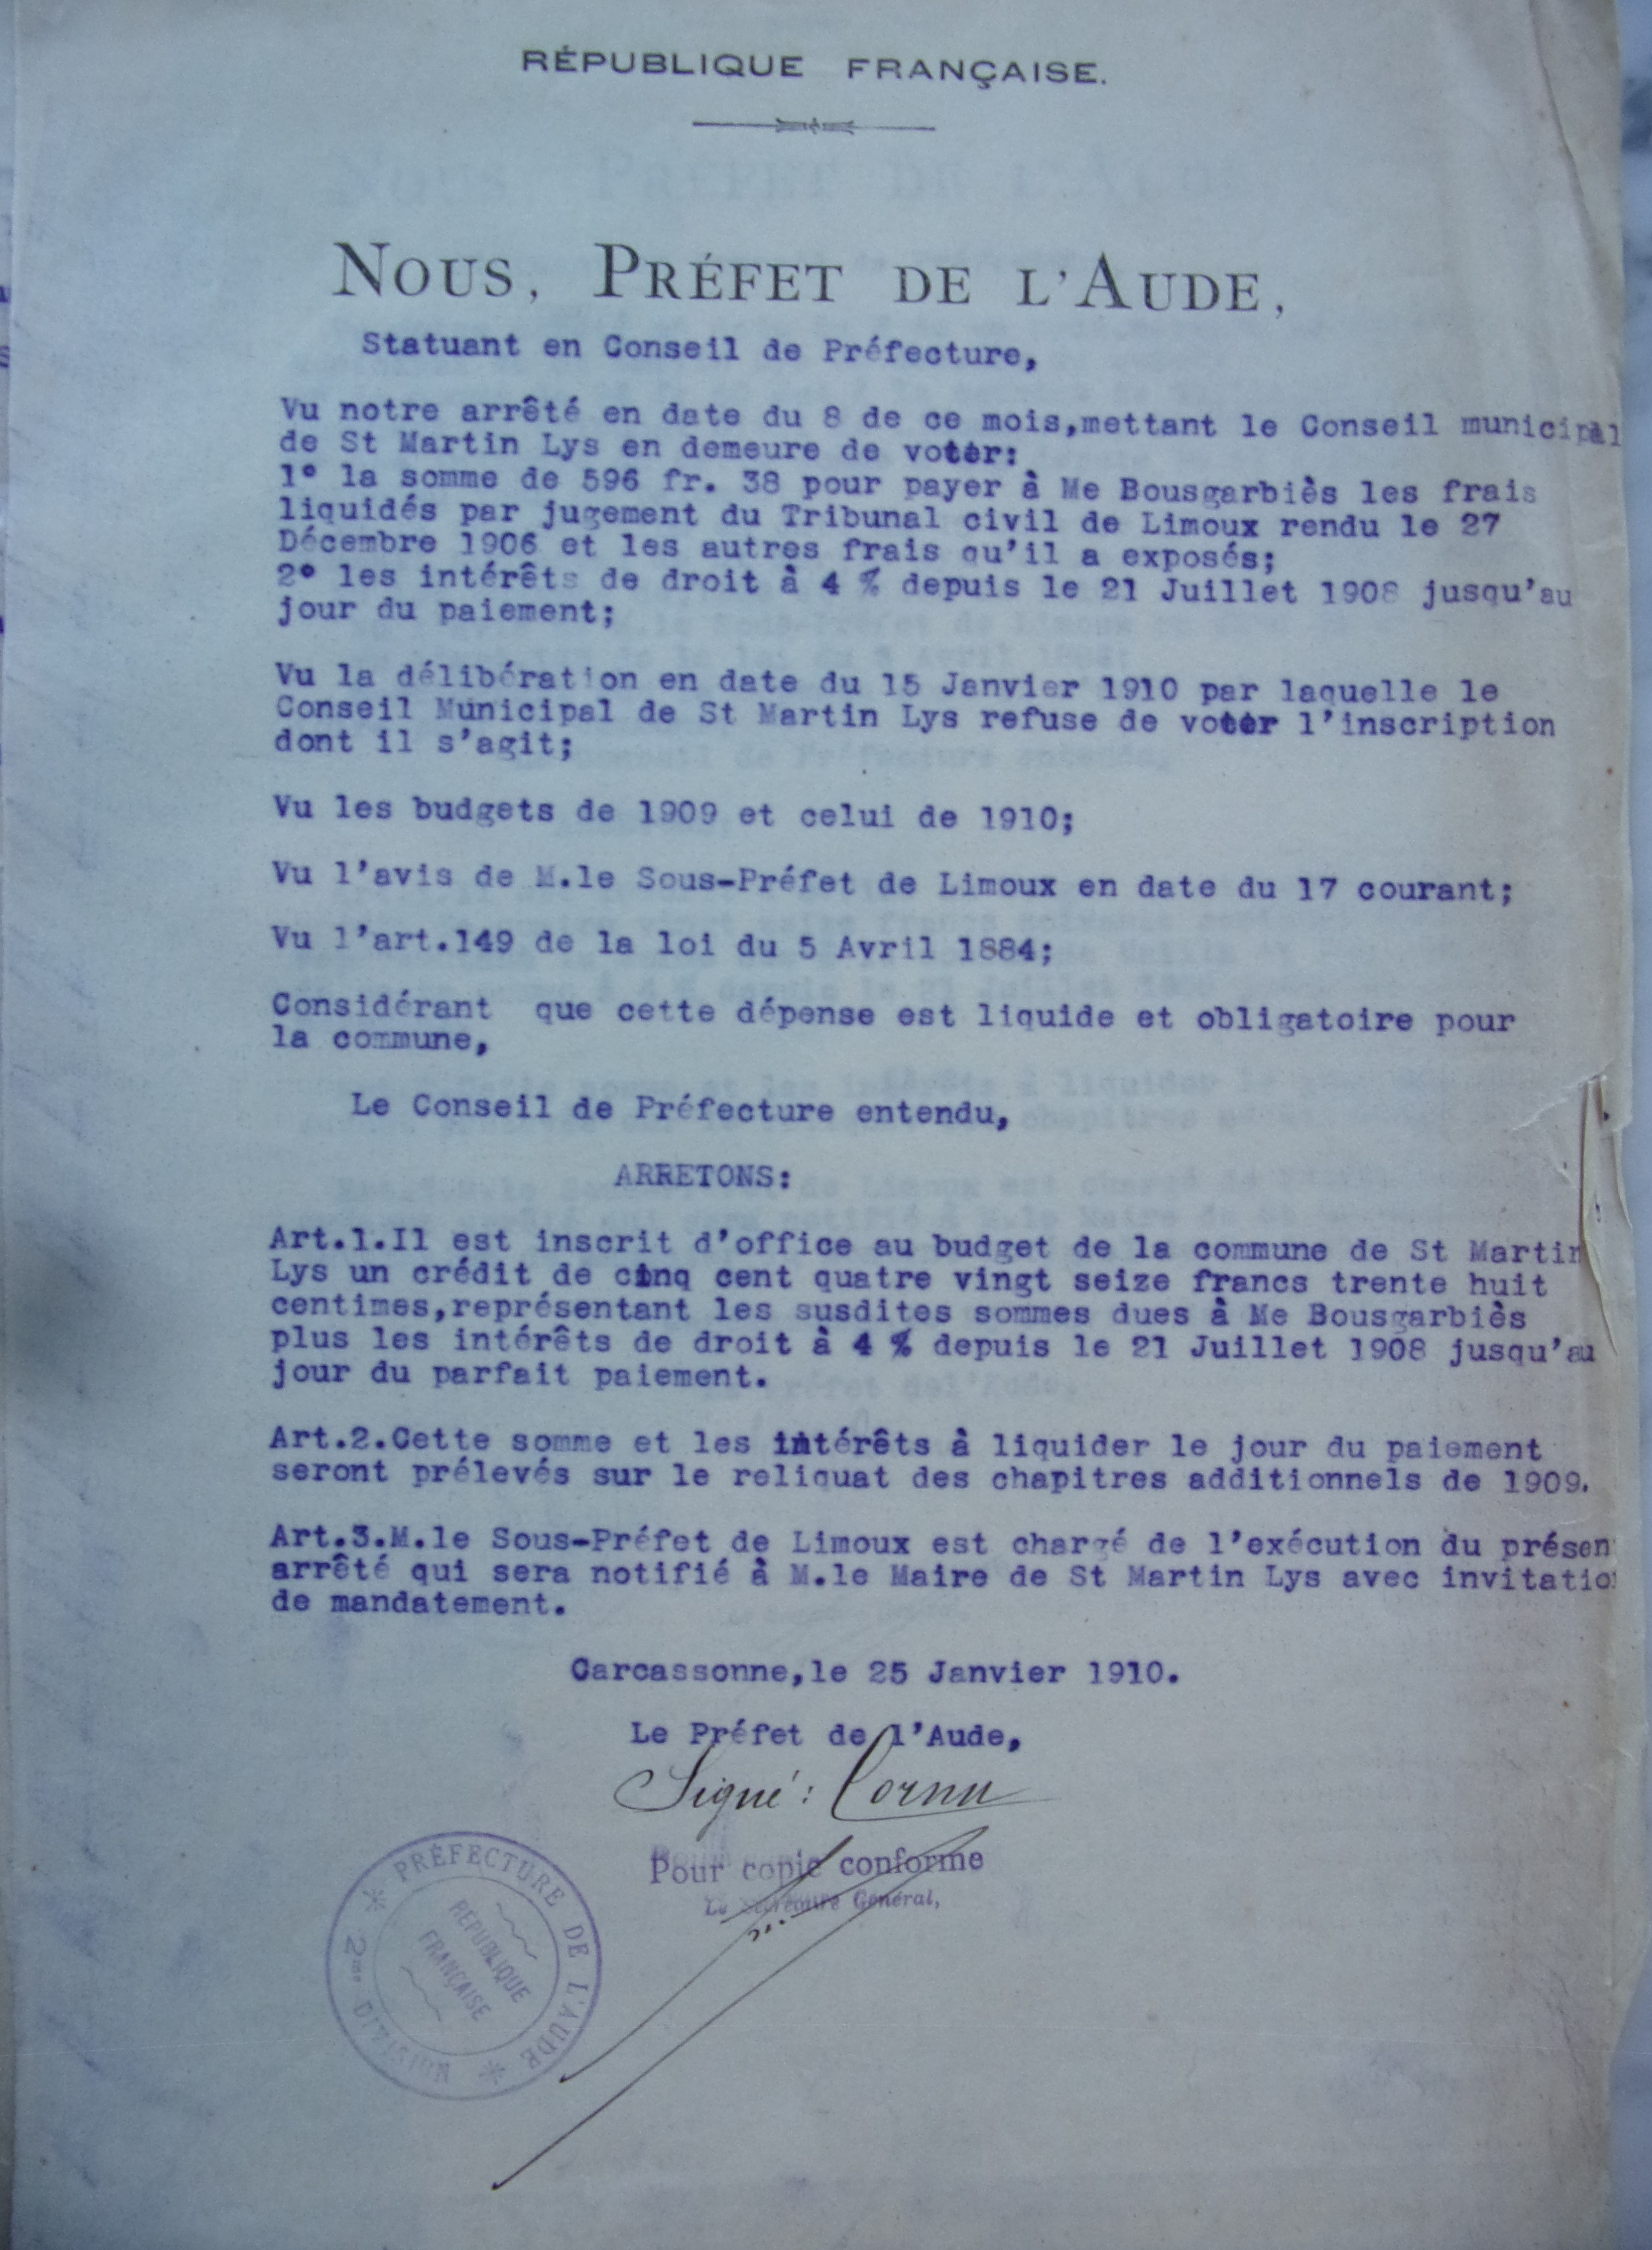 RÉPUBLIQUE FRANÇAISE.
NOUS, PRÉFET DE L'AUDE,
Statuant en Conseil de Préfecture,
Vu notre arrêté en date du 8 de ce mois,mettant le Conseil municipal
de St Martin Lys en demeure de voter:
1° la somme de 596 fr. 38 pour payer à Me Bousgarbiès les frais
liquidés par jugement du Tribunal civil de Limoux rendu le 27
Décembre 1906 et les autres frais qu'il a exposés;
2° les intérêts de droit à 4 % depuis le 21 Juillet 1908 jusqu'au
jour du paiement;
Vu la délibération en date du 15 Janvier 1910 par laquelle le
Conseil Municipal de St Martin Lys refuse de voter l'inscription
dont il s'agit;
Vu les budgets de 1909 et celui de 1910;
Vu l'avis de M.le Sous-Préfet de Limoux en date du 17 courant;
Vu l'art.149 de la loi du 5 Avril 1884;
Considérant que cette dépense est liquide et obligatoire pour
la commune,
Le Conseil de Préfecture entendu,
ARRETONS:
Art.1.Il est inscrit d'office au budget de la commune de St Martin
Lys un crédit de cinq cent quatre vingt seize francs trente huit
centimes,représentant les susdites sommes dues à Me Bousgarbiès
plus les intérêts de droit à 4 % depuis le 21 Juillet 1908 jusqu'au
jour du parfait paiement.
Art.2.Cette somme et les intérêts à liquider le jour du paiement
seront prélevés sur le reliquat des chapitres additionnels de 1909.
Art.3.M.le Sous-Préfet de Limoux est chargé de l'exécution du présen
arrêté qui sera notifié à M.le Maire de St Martin Lys avec invitatio
de mandatement.
Carcassonne,le 25 Janvier 1910.
Le Préfet de l'Aude,
Signé : Cornu
Pour copie conforme
Le Secrétaire Général,
PRÉFECTURE DE L'AUDE
2me DIVISION
RÉPUBLIQUE
FRANÇAISE